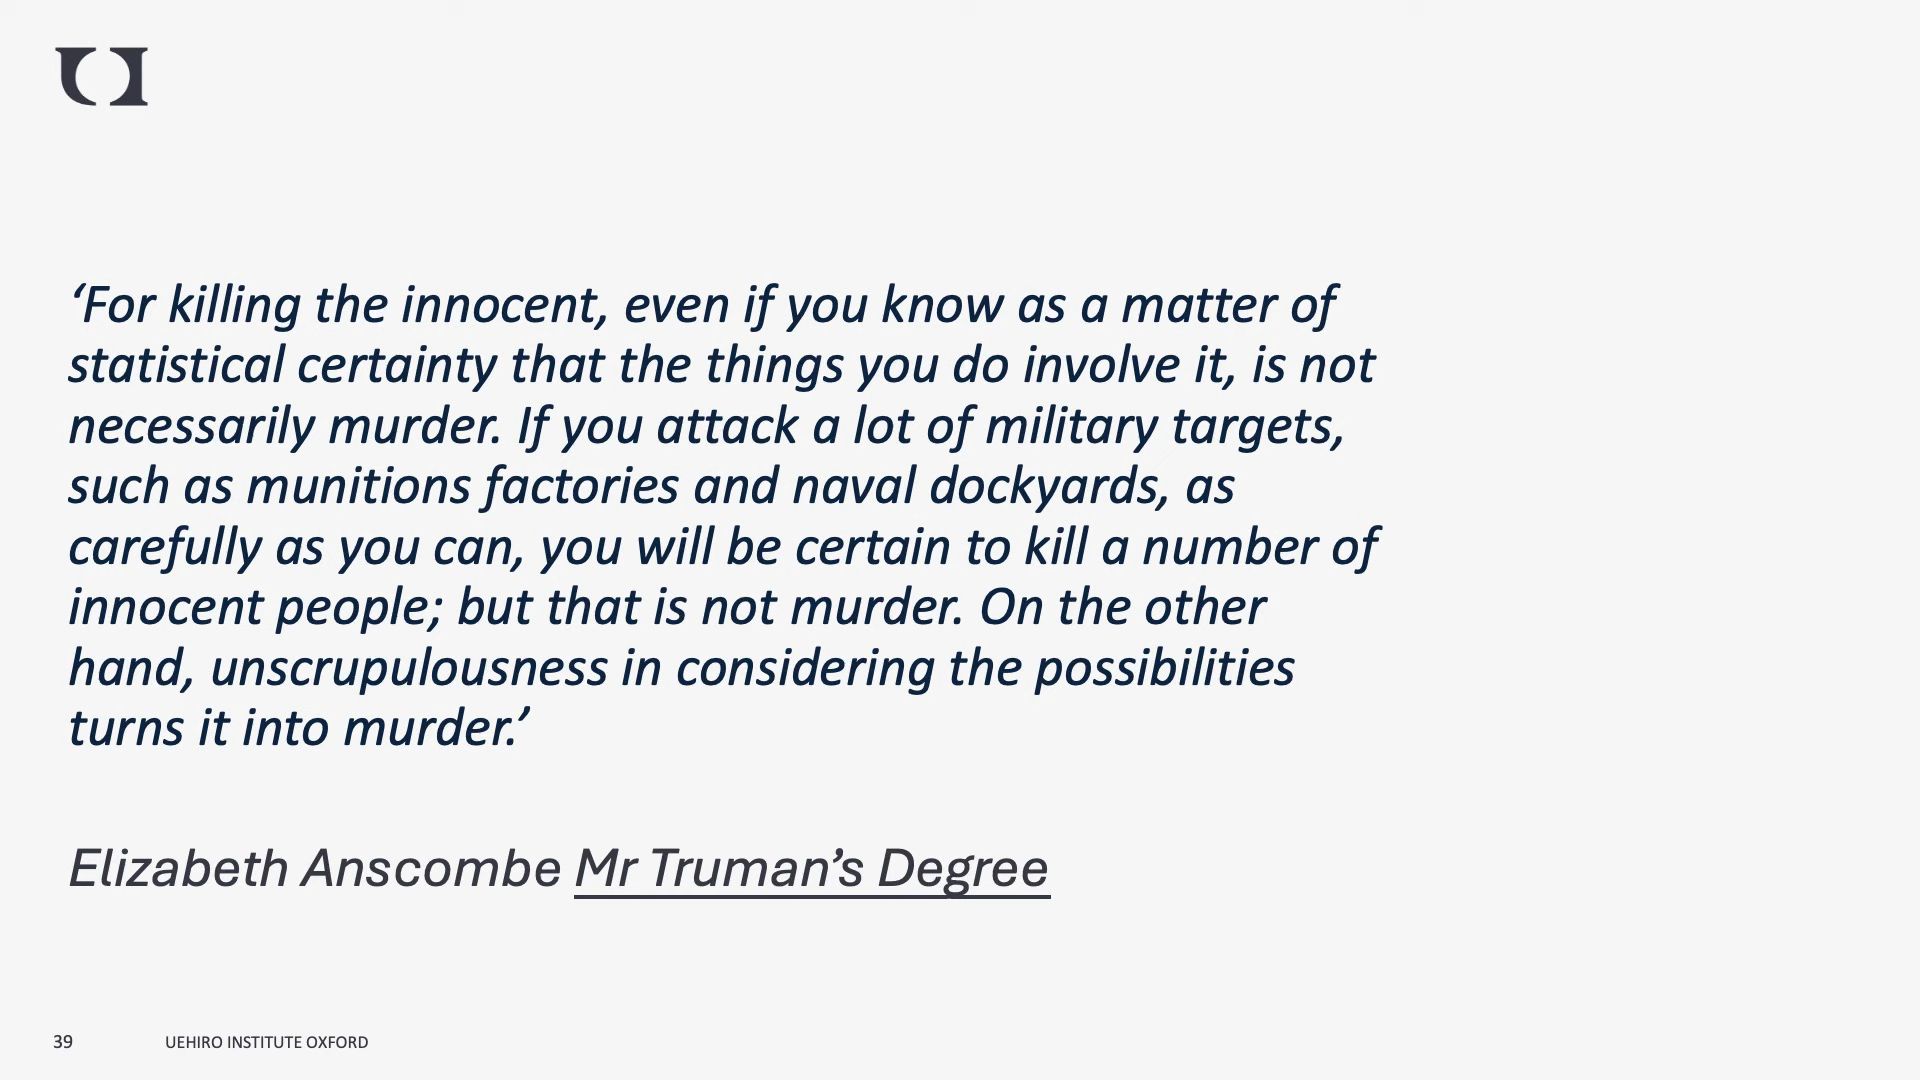 ‘For killing the innocent, even if you know as a matter of
statistical certainty that the things you do involve it, is not
necessarily murder. If you attack a lot of military targets,
such as munitions factories and naval dockyards, as
carefully as you can, you will be certain to kill a number of
innocent people; but that is not murder. On the other
hand, unscrupulousness in considering the possibilities
turns it into murder.’
Elizabeth Anscombe Mr Truman’s Degree
39 UEHIRO INSTITUTE OXFORD